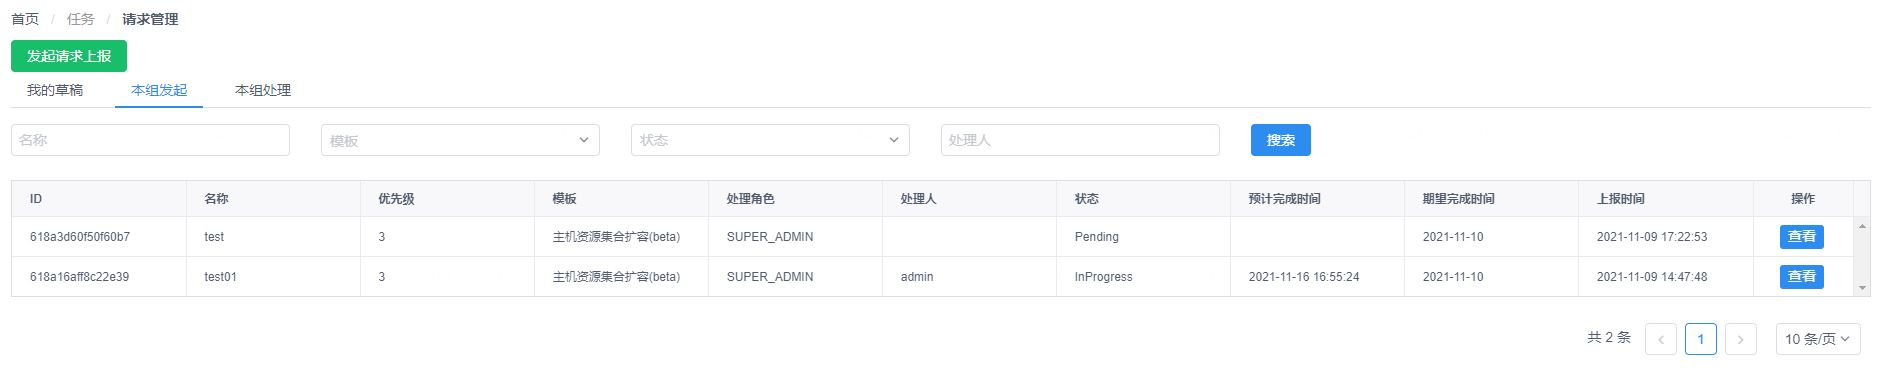 首页 / 任务 / 请求管理
发起请求上报
我的草稿 本组发起 本组处理
名称 模板 状态 处理人 搜索
ID 名称 优先级 模板 处理角色 处理人 状态 预计完成时间 期望完成时间 上报时间 操作
618a3d60f50f60b7 test 3 主机资源集合扩容(beta) SUPER_ADMIN Pending 2021-11-10 2021-11-09 17:22:53 查看
618a16aff8c22e39 test01 3 主机资源集合扩容(beta) SUPER_ADMIN admin InProgress 2021-11-16 16:55:24 2021-11-10 2021-11-09 14:47:48 查看
共 2 条 1 10 条/页